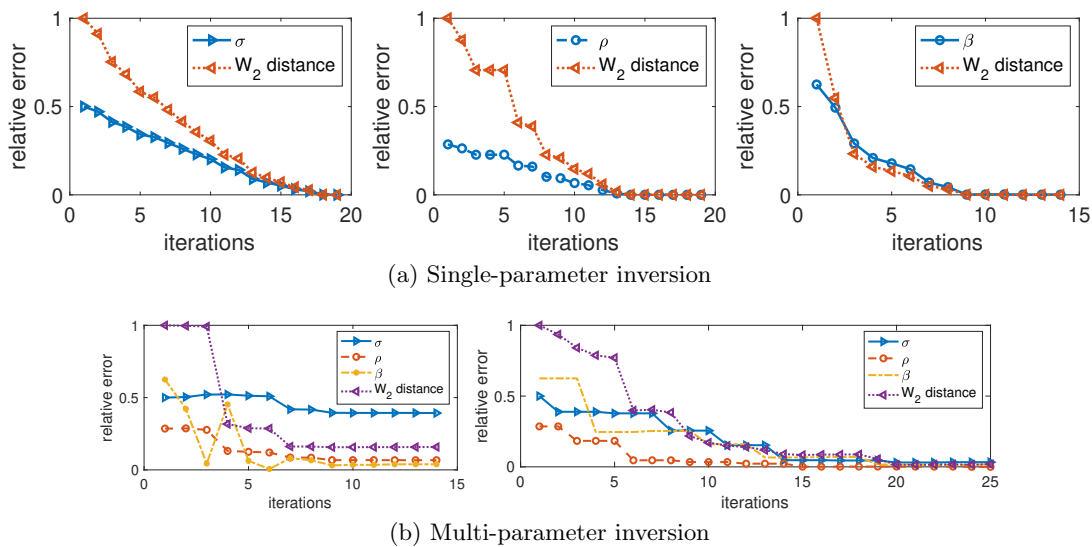 relative error
1
0.5
0
0 5 10 15 20
iterations
σ
W2 distance
relative error
1
0.5
0
0 5 10 15 20
iterations
ρ
W2 distance
relative error
1
0.5
0
0 5 10 15
iterations
β
W2 distance
(a) Single-parameter inversion
relative error
1
0.5
0
0 5 10 15
iterations
σ
ρ
β
W2 distance
relative error
1
0.5
0
0 5 10 15 20 25
iterations
σ
ρ
β
W2 distance
(b) Multi-parameter inversion